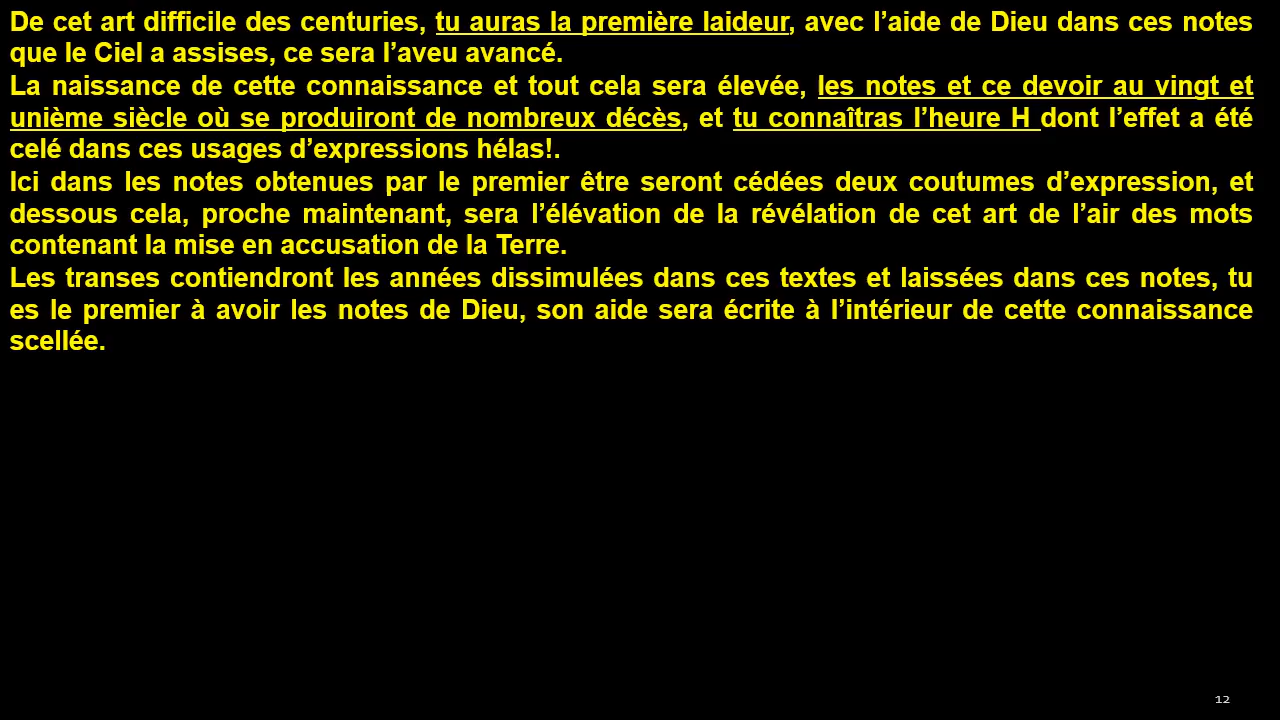 De cet art difficile des centuries, tu auras la première laideur, avec l’aide de Dieu dans ces notes
que le Ciel a assises, ce sera l’aveu avancé.
La naissance de cette connaissance et tout cela sera élevée, les notes et ce devoir au vingt et
unième siècle où se produiront de nombreux décès, et tu connaîtras l’heure H dont l’effet a été
celé dans ces usages d’expressions hélas!.
Ici dans les notes obtenues par le premier être seront cédées deux coutumes d’expression, et
dessous cela, proche maintenant, sera l’élévation de la révélation de cet art de l’air des mots
contenant la mise en accusation de la Terre.
Les transes contiendront les années dissimulées dans ces textes et laissées dans ces notes, tu
es le premier à avoir les notes de Dieu, son aide sera écrite à l’intérieur de cette connaissance
scellée.
12